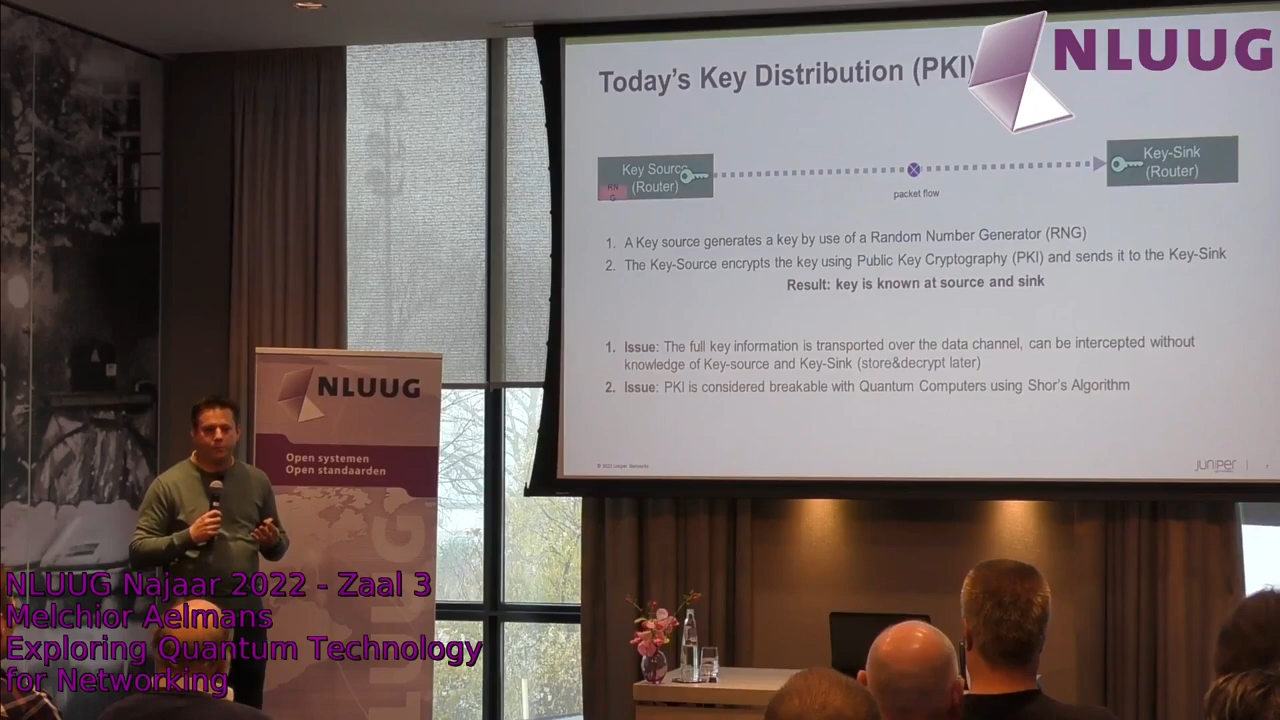 Today's Key Distribution (PKI)
NLUUG
Key Source
(Router)
RN
G
packet flow
Key-Sink
(Router)
1. A Key source generates a key by use of a Random Number Generator (RNG)
2. The Key-Source encrypts the key using Public Key Cryptography (PKI) and sends it to the Key-Sink
Result: key is known at source and sink
1. Issue: The full key information is transported over the data channel, can be intercepted without
knowledge of Key-source and Key-Sink (store&decrypt later)
2. Issue: PKI is considered breakable with Quantum Computers using Shor's Algorithm
© 2022 Juniper Networks
JUNIPER
NLUUG
Open systemen
Open standaarden
NLUUG
NLUUG Najaar 2022 - Zaal 3
Melchior Aelmans
Exploring Quantum Technology
for Networking